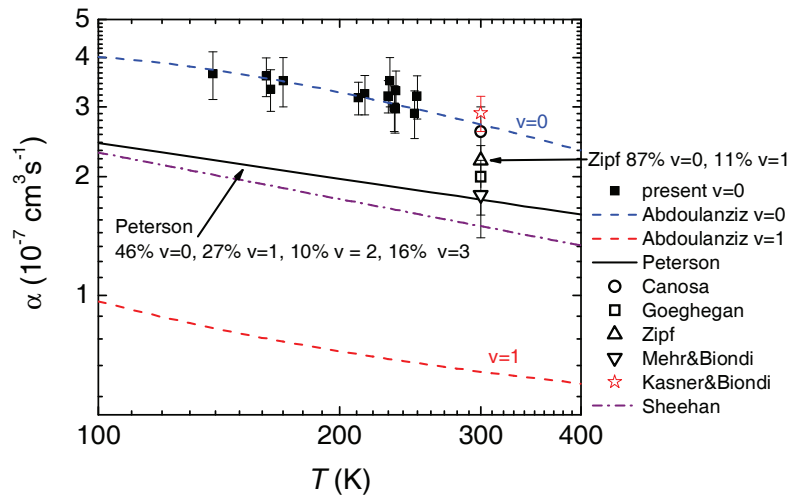 5
4
3
2
1
α (10⁻⁷ cm³s⁻¹)
v=0
Zipf 87% v=0, 11% v=1
Peterson
46% v=0, 27% v=1, 10% v = 2, 16% v=3
v=1
present v=0
Abdoulanziz v=0
Abdoulanziz v=1
Peterson
Canosa
Goeghegan
Zipf
Mehr&Biondi
Kasner&Biondi
Sheehan
100 200 300 400
T (K)